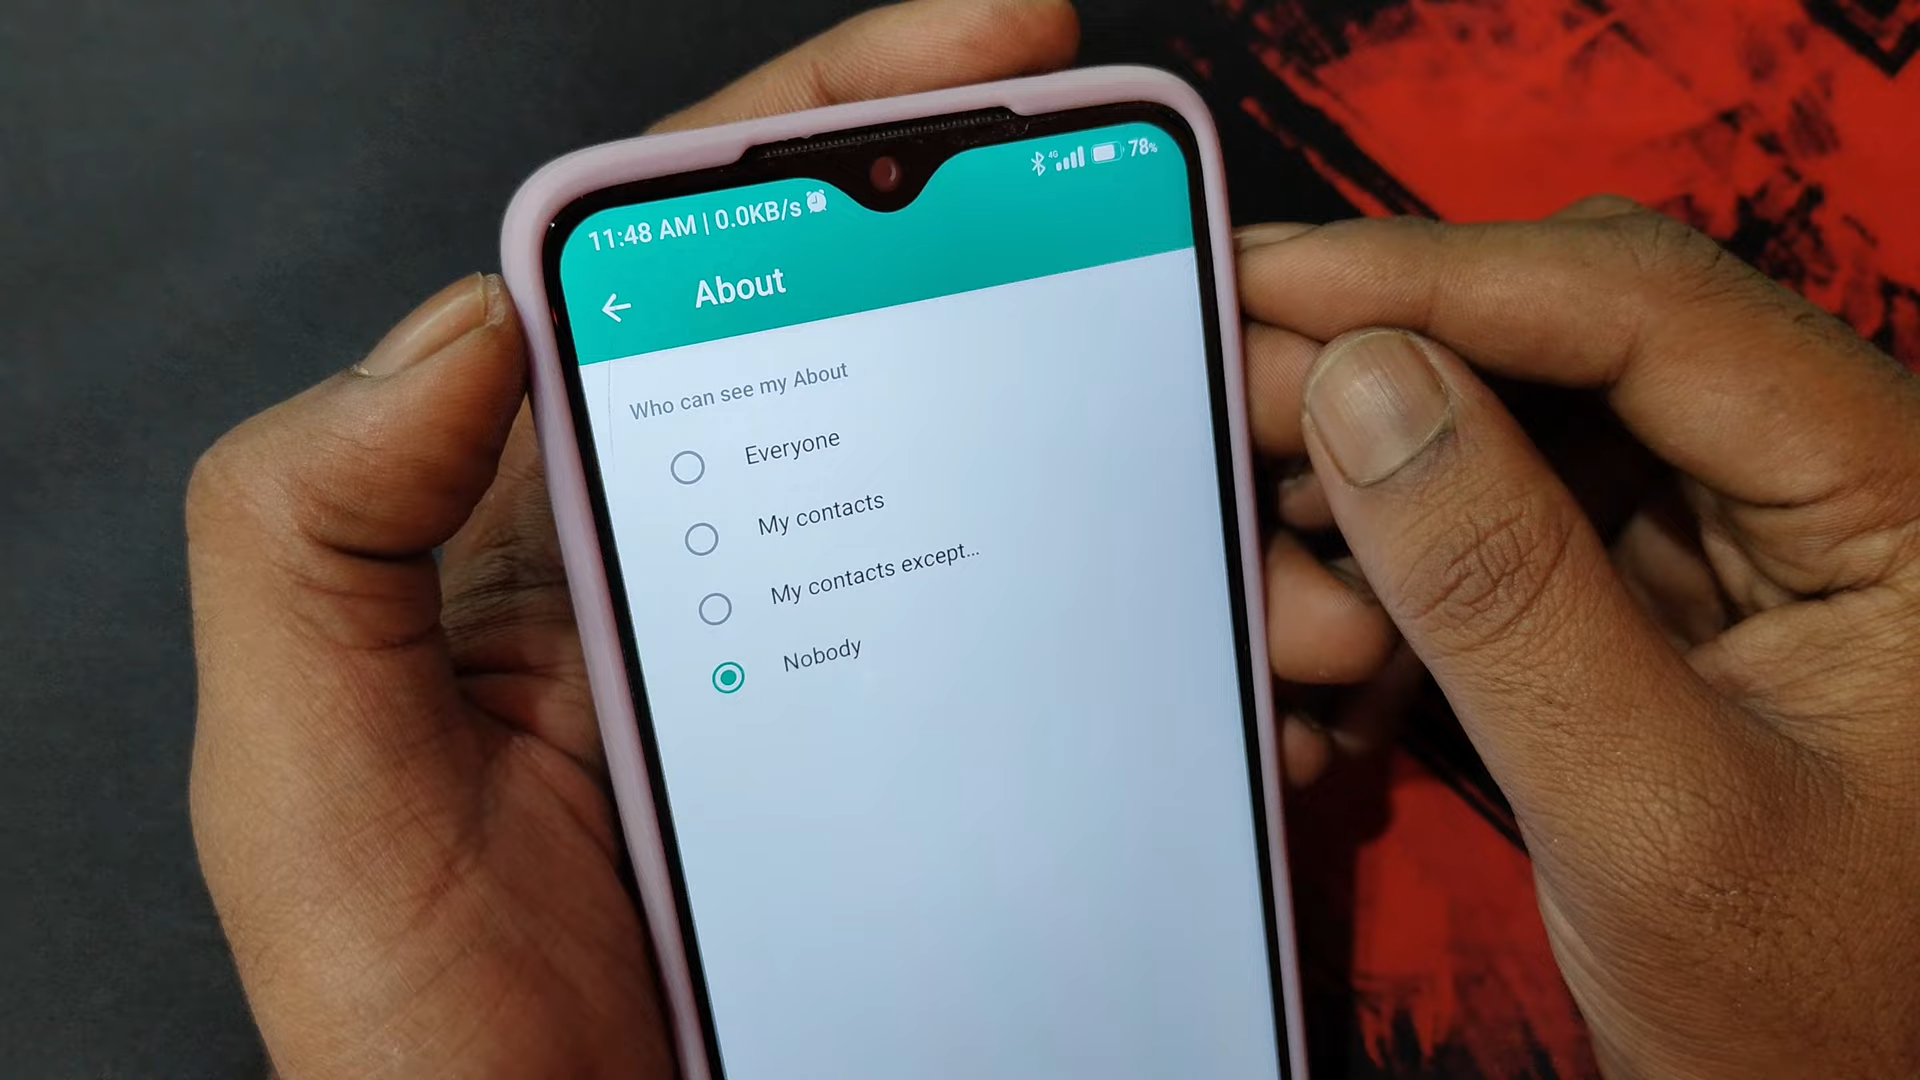 11:48 AM | 0.0KB/s
4G 78%
About
Who can see my About
Everyone
My contacts
My contacts except...
Nobody